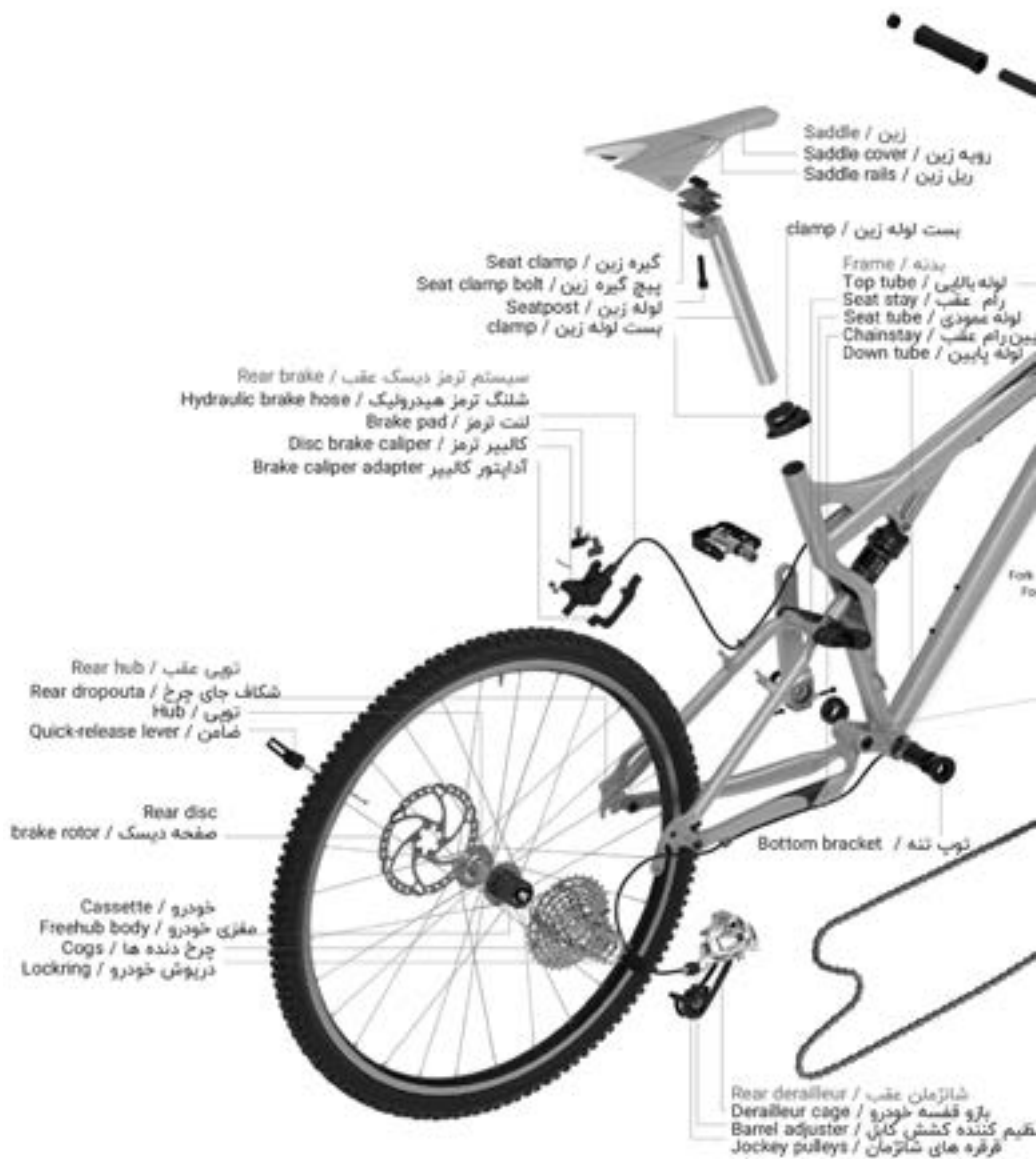 Saddle / زین
Saddle cover / رویه زین
Saddle rails / ریل زین
clamp / بست لوله زین
Seat clamp / گیره زین
Seat clamp bolt / پیچ گیره زین
Seatpost / لوله زین
clamp / بست لوله زین
Frame / بدنه
Top tube / لوله بالایی
Seat stay / رام عقب
Seat tube / لوله عمودی
Chainstay / رام عقب
Down tube / لوله پایین
Rear brake / سیستم ترمز دیسک عقب
Hydraulic brake hose / شلنگ ترمز هیدرولیک
Brake pad / لنت ترمز
Disc brake caliper / کالیپر ترمز
Brake caliper adapter آداپتور کالیپر
Fork
Fo
Rear hub / توپی عقب
Rear dropouta / شکاف جای چرخ
Hub / توپی
Quick-release lever / ضامن
Rear disc
brake rotor / صفحه دیسک
Bottom bracket / توپ تنه
Cassette / خودرو
Freehub body / مغزی خودرو
Cogs / چرخ دنده ها
Lockring / درپوش خودرو
Rear derailleur / شانژمان عقب
Derailleur cage / بازو قفسه خودرو
Barrel adjuster / کننده کشش کابل
Jockey pulleys / قرقره های شانژمان